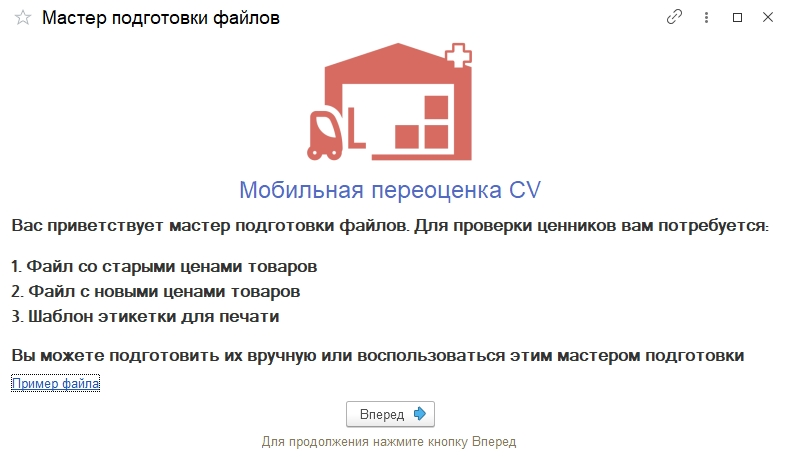 Мастер подготовки файлов
Мобильная переоценка CV
Вас приветствует мастер подготовки файлов. Для проверки ценников вам потребуется:
1. Файл со старыми ценами товаров
2. Файл с новыми ценами товаров
3. Шаблон этикетки для печати
Вы можете подготовить их вручную или воспользоваться этим мастером подготовки
Пример файла
Вперед
Для продолжения нажмите кнопку Вперед